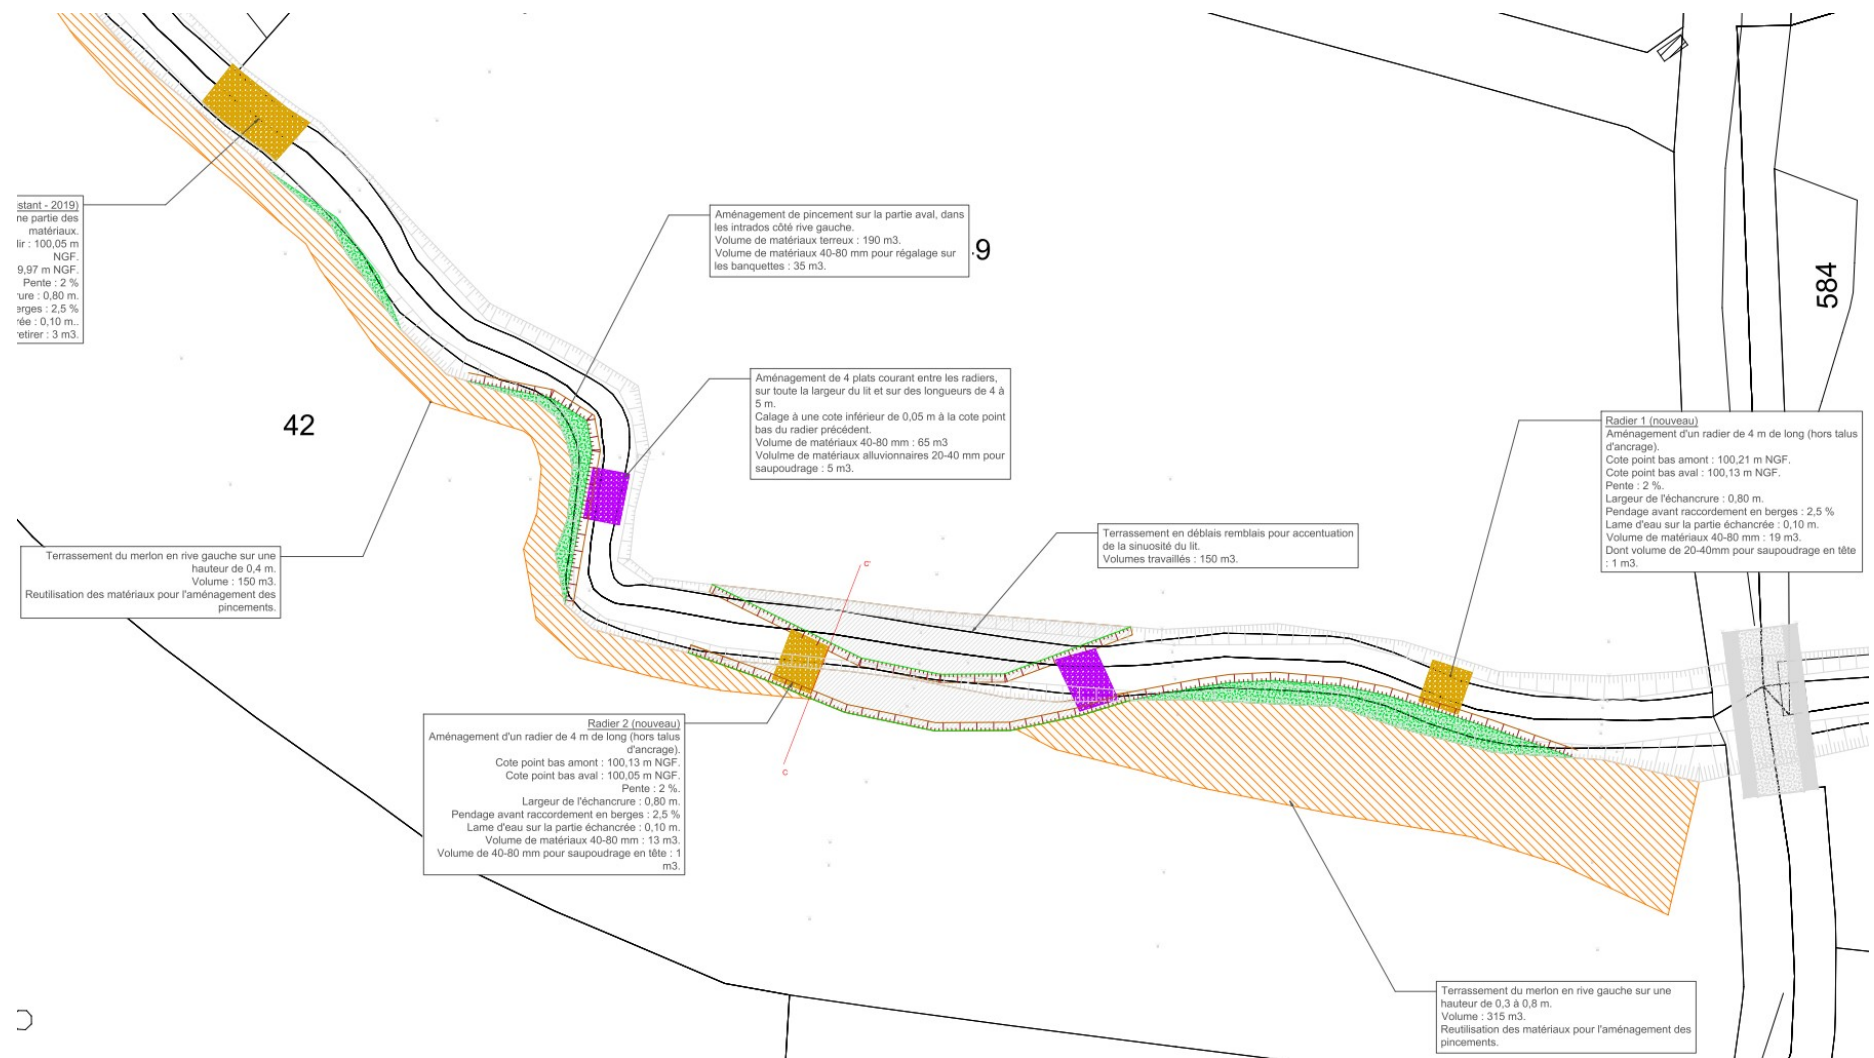 stant - 2019)
ne partie des
matériaux.
lir : 100,05 m
NGF.
9,97 m NGF.
Pente : 2 %
rure : 0,80 m.
erges : 2,5 %
rée : 0,10 m..
retirer : 3 m3.
Aménagement de pincement sur la partie aval, dans
les intrados côté rive gauche.
Volume de matériaux terreux : 190 m3.
Volume de matériaux 40-80 mm pour régalage sur
les banquettes : 35 m3.
.9
584
42
Aménagement de 4 plats courant entre les radiers,
sur toute la largeur du lit et sur des longueurs de 4 à
5 m.
Calage à une cote inférieur de 0,05 m à la cote point
bas du radier précédent.
Volume de matériaux 40-80 mm : 65 m3
Volulme de matériaux alluvionnaires 20-40 mm pour
saupoudrage : 5 m3.
Radier 1 (nouveau)
Aménagement d'un radier de 4 m de long (hors talus
d'ancrage).
Cote point bas amont : 100,21 m NGF.
Cote point bas aval : 100,13 m NGF.
Pente : 2 %.
Largeur de l'échancrure : 0,80 m.
Pendage avant raccordement en berges : 2,5 %
Lame d'eau sur la partie échancrée : 0,10 m.
Volume de matériaux 40-80 mm : 19 m3.
Dont volume de 20-40mm pour saupoudrage en tête
: 1 m3.
Terrassement du merlon en rive gauche sur une
hauteur de 0,4 m.
Volume : 150 m3.
Reutilisation des matériaux pour l'aménagement des
pincements.
Terrassement en déblais remblais pour accentuation
de la sinuosité du lit.
Volumes travaillés : 150 m3.
C'
C
Radier 2 (nouveau)
Aménagement d'un radier de 4 m de long (hors talus
d'ancrage).
Cote point bas amont : 100,13 m NGF.
Cote point bas aval : 100,05 m NGF.
Pente : 2 %.
Largeur de l'échancrure : 0,80 m.
Pendage avant raccordement en berges : 2,5 %
Lame d'eau sur la partie échancrée : 0,10 m.
Volume de matériaux 40-80 mm : 13 m3.
Volume de 40-80 mm pour saupoudrage en tête : 1
m3.
Terrassement du merlon en rive gauche sur une
hauteur de 0,3 à 0,8 m.
Volume : 315 m3.
Reutilisation des matériaux pour l'aménagement des
pincements.